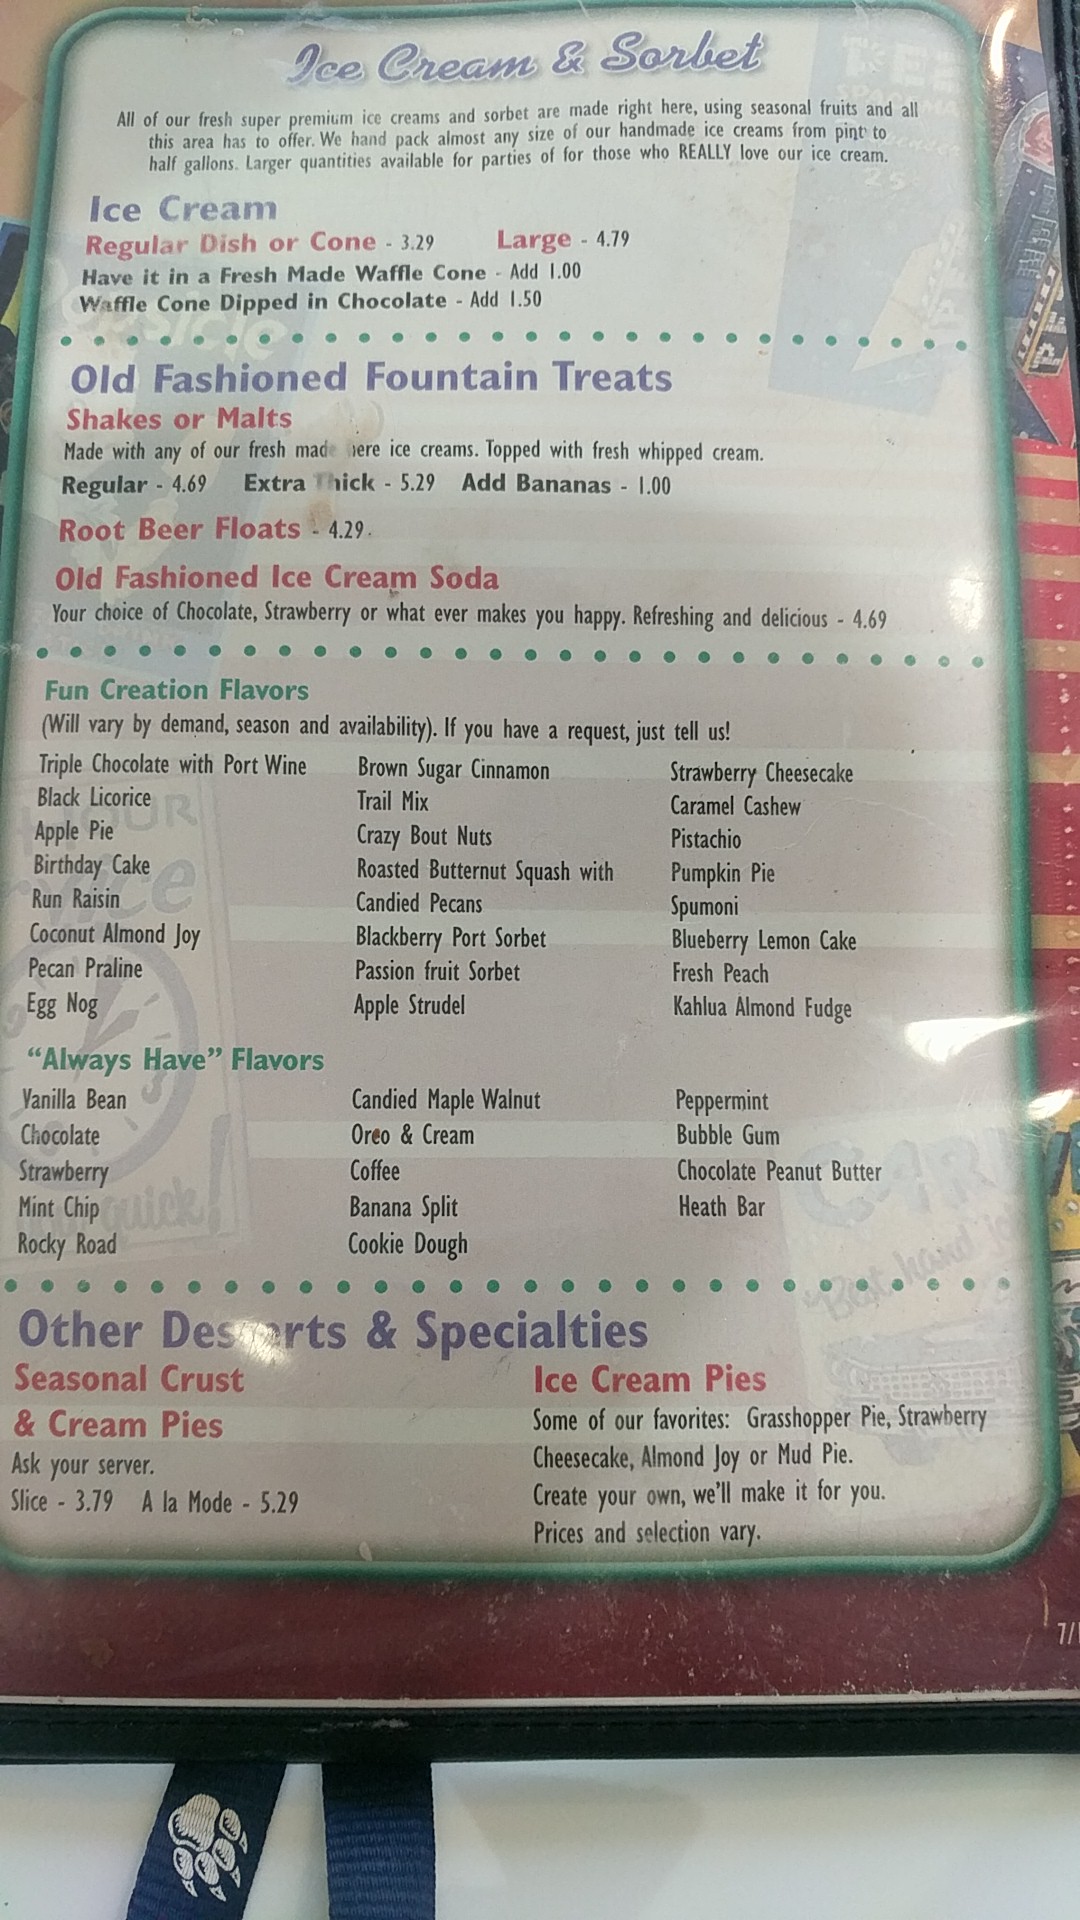 Ice Cream & Sorbet
All of our fresh super premium ice creams and sorbet are made right here, using seasonal fruits and all
this area has to offer. We hand pack almost any size of our handmade ice creams from pint to
half gallons. Larger quantities available for parties of for those who REALLY love our ice cream.
Ice Cream
Regular Dish or Cone - 3.29 Large - 4.79
Have it in a Fresh Made Waffle Cone - Add 1.00
Waffle Cone Dipped in Chocolate - Add 1.50
Old Fashioned Fountain Treats
Shakes or Malts
Made with any of our fresh made here ice creams. Topped with fresh whipped cream.
Regular - 4.69 Extra Thick - 5.29 Add Bananas - 1.00
Root Beer Floats - 4.29
Old Fashioned Ice Cream Soda
Your choice of Chocolate, Strawberry or what ever makes you happy. Refreshing and delicious - 4.69
Fun Creation Flavors
(Will vary by demand, season and availability). If you have a request, just tell us!
Triple Chocolate with Port Wine
Black Licorice
Apple Pie
Birthday Cake
Run Raisin
Coconut Almond Joy
Pecan Praline
Egg Nog
Brown Sugar Cinnamon
Trail Mix
Crazy Bout Nuts
Roasted Butternut Squash with
Candied Pecans
Blackberry Port Sorbet
Passion fruit Sorbet
Apple Strudel
Strawberry Cheesecake
Caramel Cashew
Pistachio
Pumpkin Pie
Spumoni
Blueberry Lemon Cake
Fresh Peach
Kahlua Almond Fudge
"Always Have" Flavors
Vanilla Bean
Chocolate
Strawberry
Mint Chip
Rocky Road
Candied Maple Walnut
Oreo & Cream
Coffee
Banana Split
Cookie Dough
Peppermint
Bubble Gum
Chocolate Peanut Butter
Heath Bar
Other Desserts & Specialties
Seasonal Crust
& Cream Pies
Ask your server.
Slice - 3.79 A la Mode - 5.29
Ice Cream Pies
Some of our favorites: Grasshopper Pie, Strawberry
Cheesecake, Almond Joy or Mud Pie.
Create your own, we'll make it for you.
Prices and selection vary.